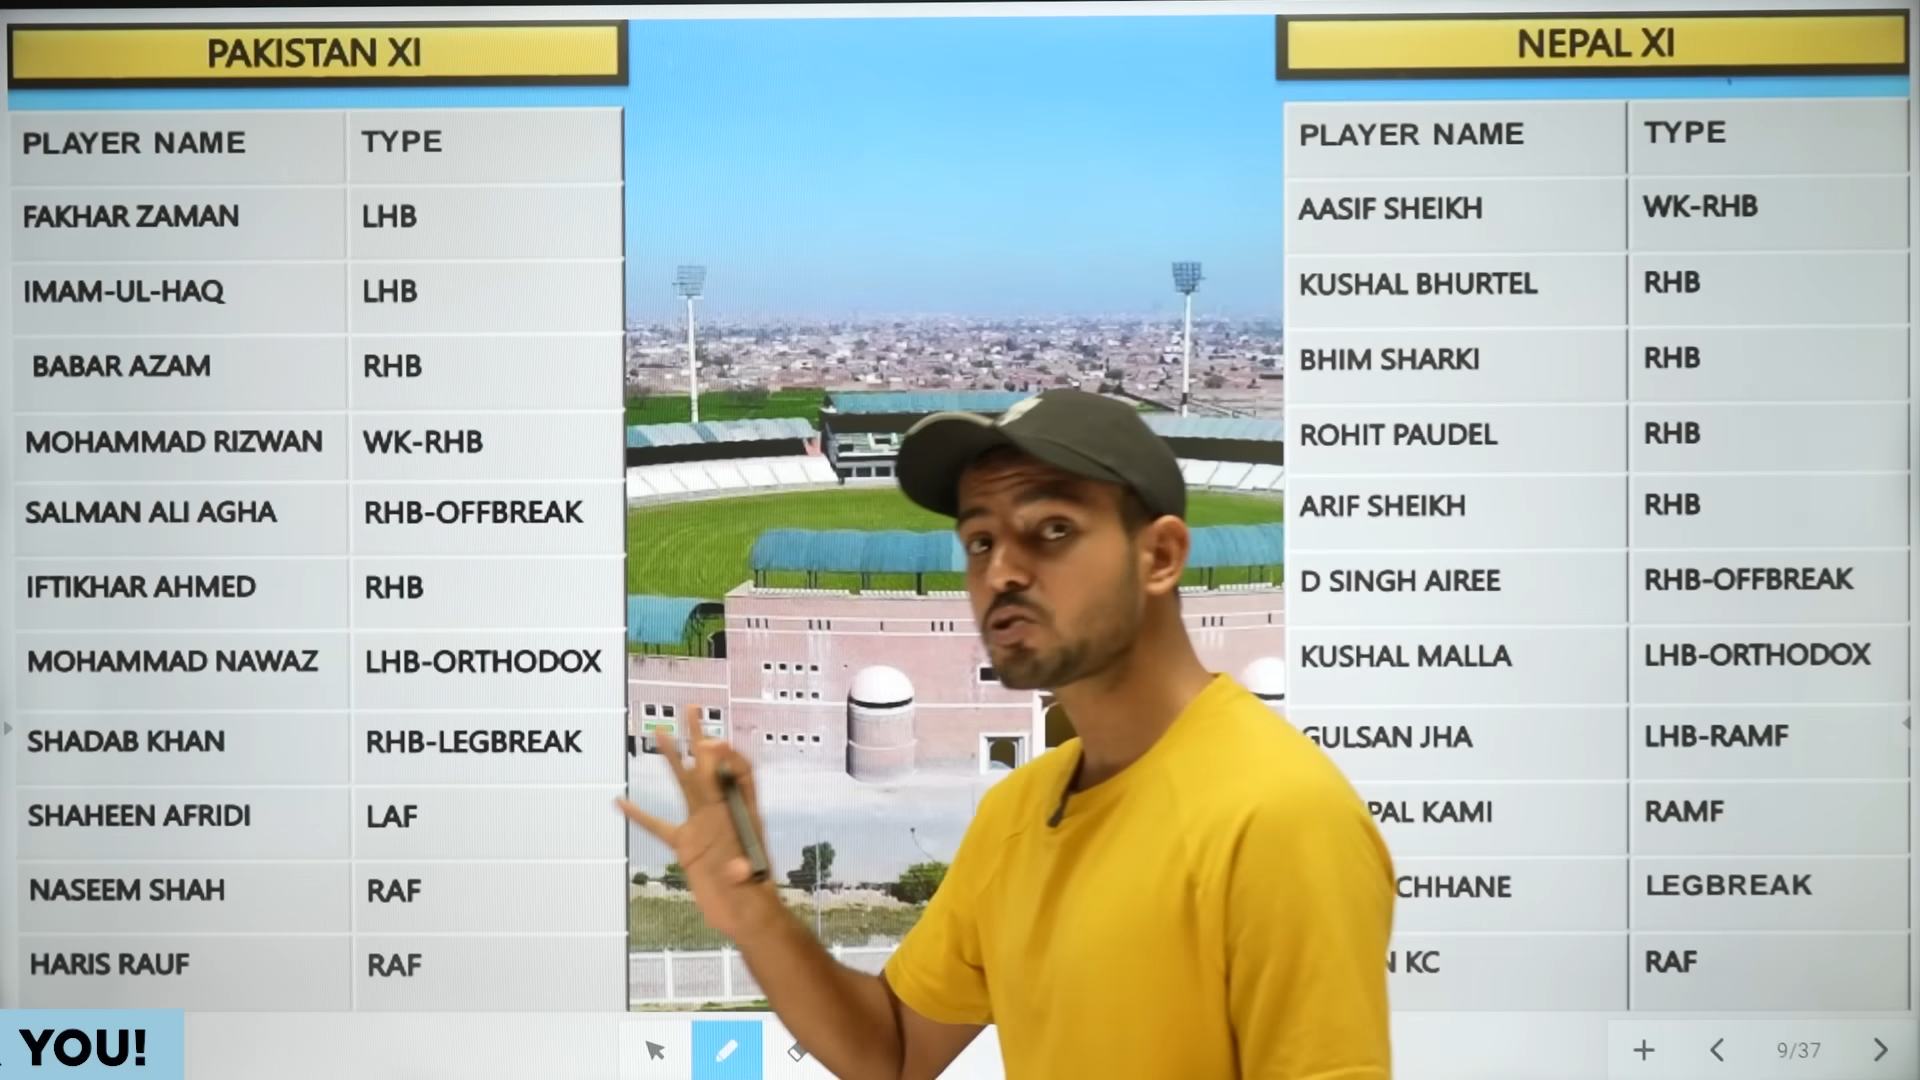 PAKISTAN XI
PLAYER NAME TYPE
FAKHAR ZAMAN LHB
IMAM-UL-HAQ LHB
BABAR AZAM RHB
MOHAMMAD RIZWAN WK-RHB
SALMAN ALI AGHA RHB-OFFBREAK
IFTIKHAR AHMED RHB
MOHAMMAD NAWAZ LHB-ORTHODOX
SHADAB KHAN RHB-LEGBREAK
SHAHEEN AFRIDI LAF
NASEEM SHAH RAF
HARIS RAUF RAF
NEPAL XI
PLAYER NAME TYPE
AASIF SHEIKH WK-RHB
KUSHAL BHURTEL RHB
BHIM SHARKI RHB
ROHIT PAUDEL RHB
ARIF SHEIKH RHB
D SINGH AIREE RHB-OFFBREAK
KUSHAL MALLA LHB-ORTHODOX
GULSAN JHA LHB-RAMF
KAMI RAMF
LEGBREAK
KC RAF
YOU!
9/37